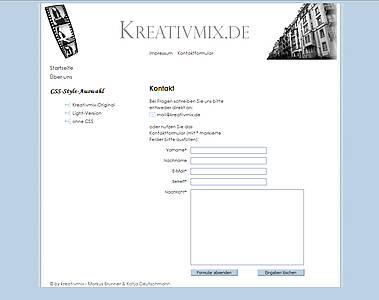 KREATIVMIX.DE
Impressum Kontaktformular
Startseite
Über uns
CSS-Style-Auswahl
Kreativmix-Original
Light-Version
ohne CSS
Kontakt
Bei Fragen schreiben Sie uns bitte
entweder direkt an:
mail@kreativmix.de
oder nutzen Sie das
Kontaktformular (mit * markierte
Felder bitte ausfüllen):
Vorname*
Nachname
E-Mail*
Betreff*
Nachricht*
Formular absenden
Eingaben löschen
© by kreativmix - Markus Brunner & Katja Deutschmann